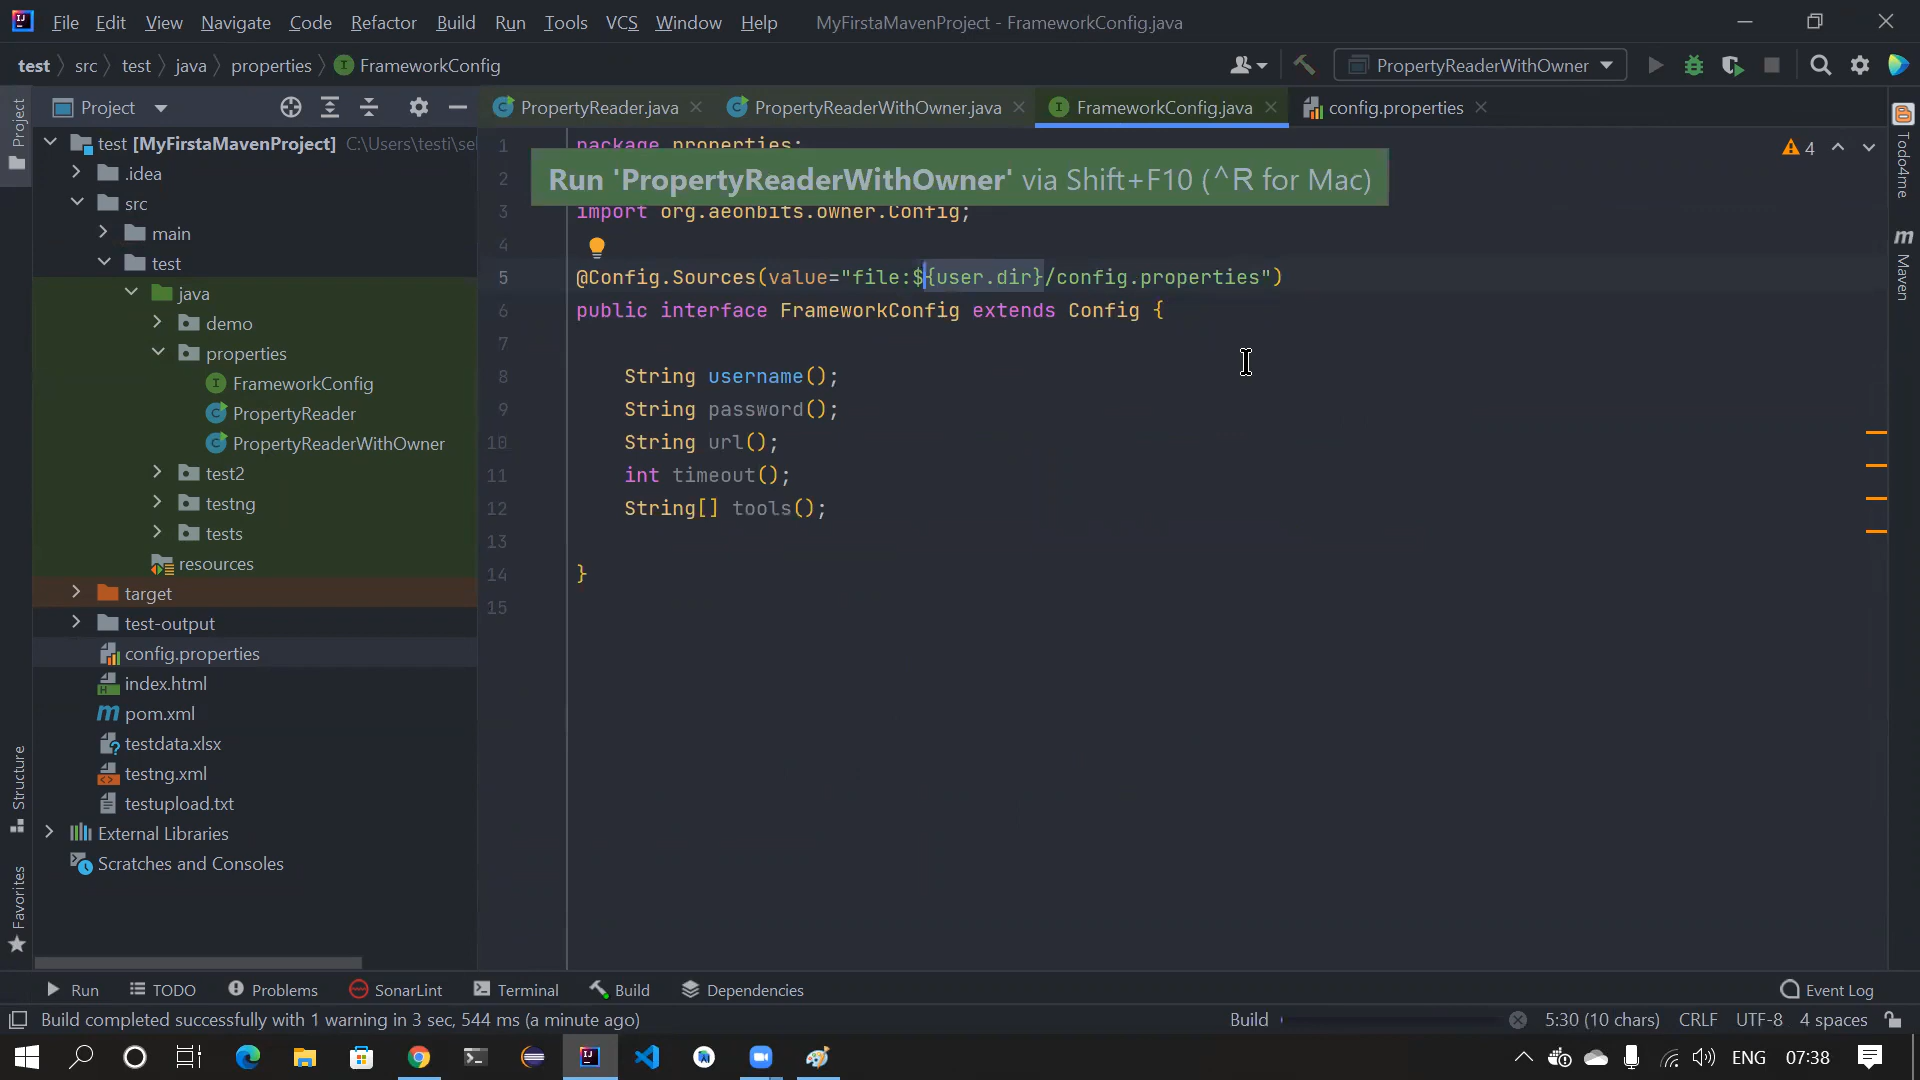 File Edit View Navigate Code Refactor Build Run Tools VCS Window Help MyFirstaMavenProject - FrameworkConfig.java
test src test java properties FrameworkConfig PropertyReaderWithOwner
Project PropertyReader.java PropertyReaderWithOwner.java FrameworkConfig.java config.properties
Project
Structure
Favorites
Todo4me
Maven
test [MyFirstaMavenProject] C:\Users\testi\sel
.idea
src
main
test
java
demo
properties
FrameworkConfig
PropertyReader
PropertyReaderWithOwner
test2
testng
tests
resources
target
test-output
config.properties
index.html
pom.xml
testdata.xlsx
testng.xml
testupload.txt
External Libraries
Scratches and Consoles
4
1 package properties;
2
Run 'PropertyReaderWithOwner' via Shift+F10 (^R for Mac)
3 import org.aeonbits.owner.Config;
4
5 @Config.Sources(value="file:${user.dir}/config.properties")
6 public interface FrameworkConfig extends Config {
7
8 String username();
9 String password();
10 String url();
11 int timeout();
12 String[] tools();
13
14 }
15
Run TODO Problems SonarLint Terminal Build Dependencies Event Log
Build completed successfully with 1 warning in 3 sec, 544 ms (a minute ago) Build 5:30 (10 chars) CRLF UTF-8 4 spaces
ENG 07:38